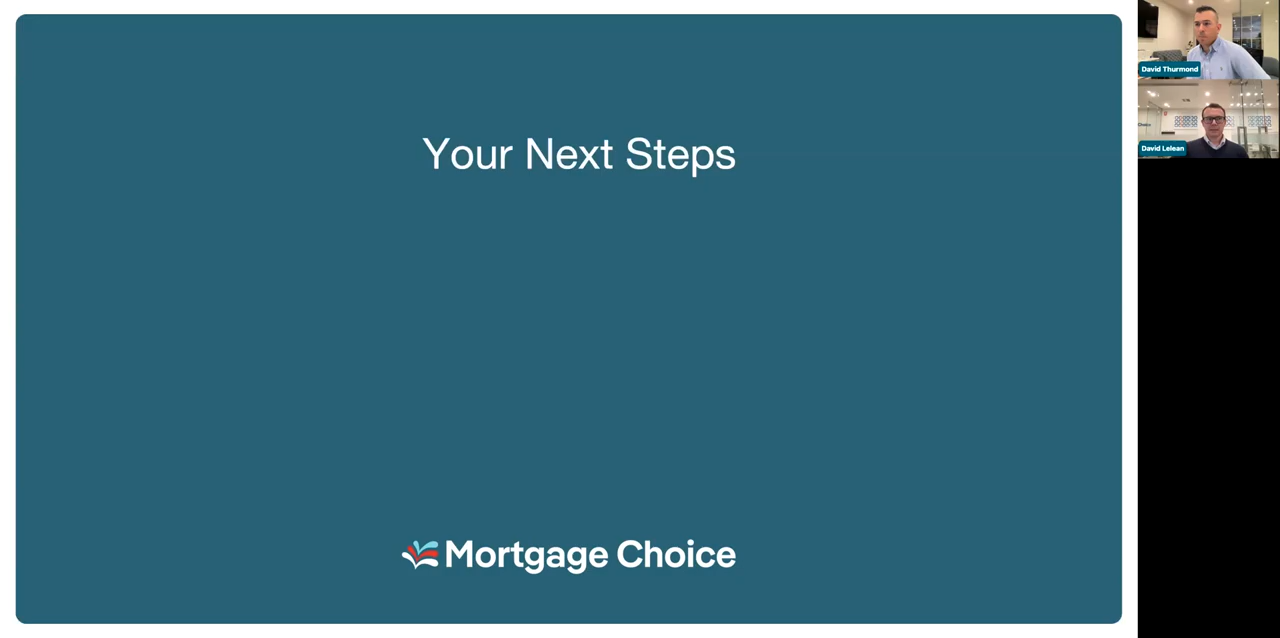 Your Next Steps
Mortgage Choice
David Thurmond
David Lelean